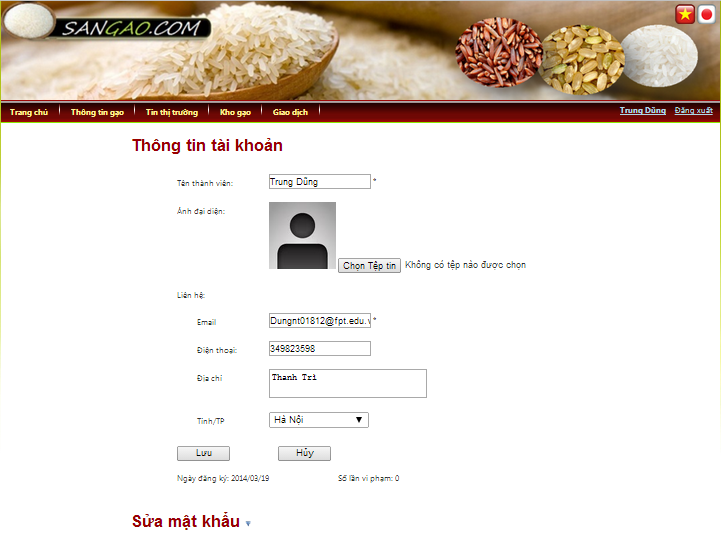 SANGAO.COM
Trang chủ Thông tin gạo Tin thị trường Kho gạo Giao dịch Trung Dũng Đăng xuất
Thông tin tài khoản
Tên thành viên: Trung Dũng *
Ảnh đại diện:
Chọn Tệp tin Không có tệp nào được chọn
Liên hệ:
Email Dungnt01812@fpt.edu.v *
Điện thoại: 349823598
Địa chỉ Thanh Trì
Tỉnh/TP Hà Nội ▼
Lưu Hủy
Ngày đăng ký: 2014/03/19 Số lần vi phạm: 0
Sửa mật khẩu ▼